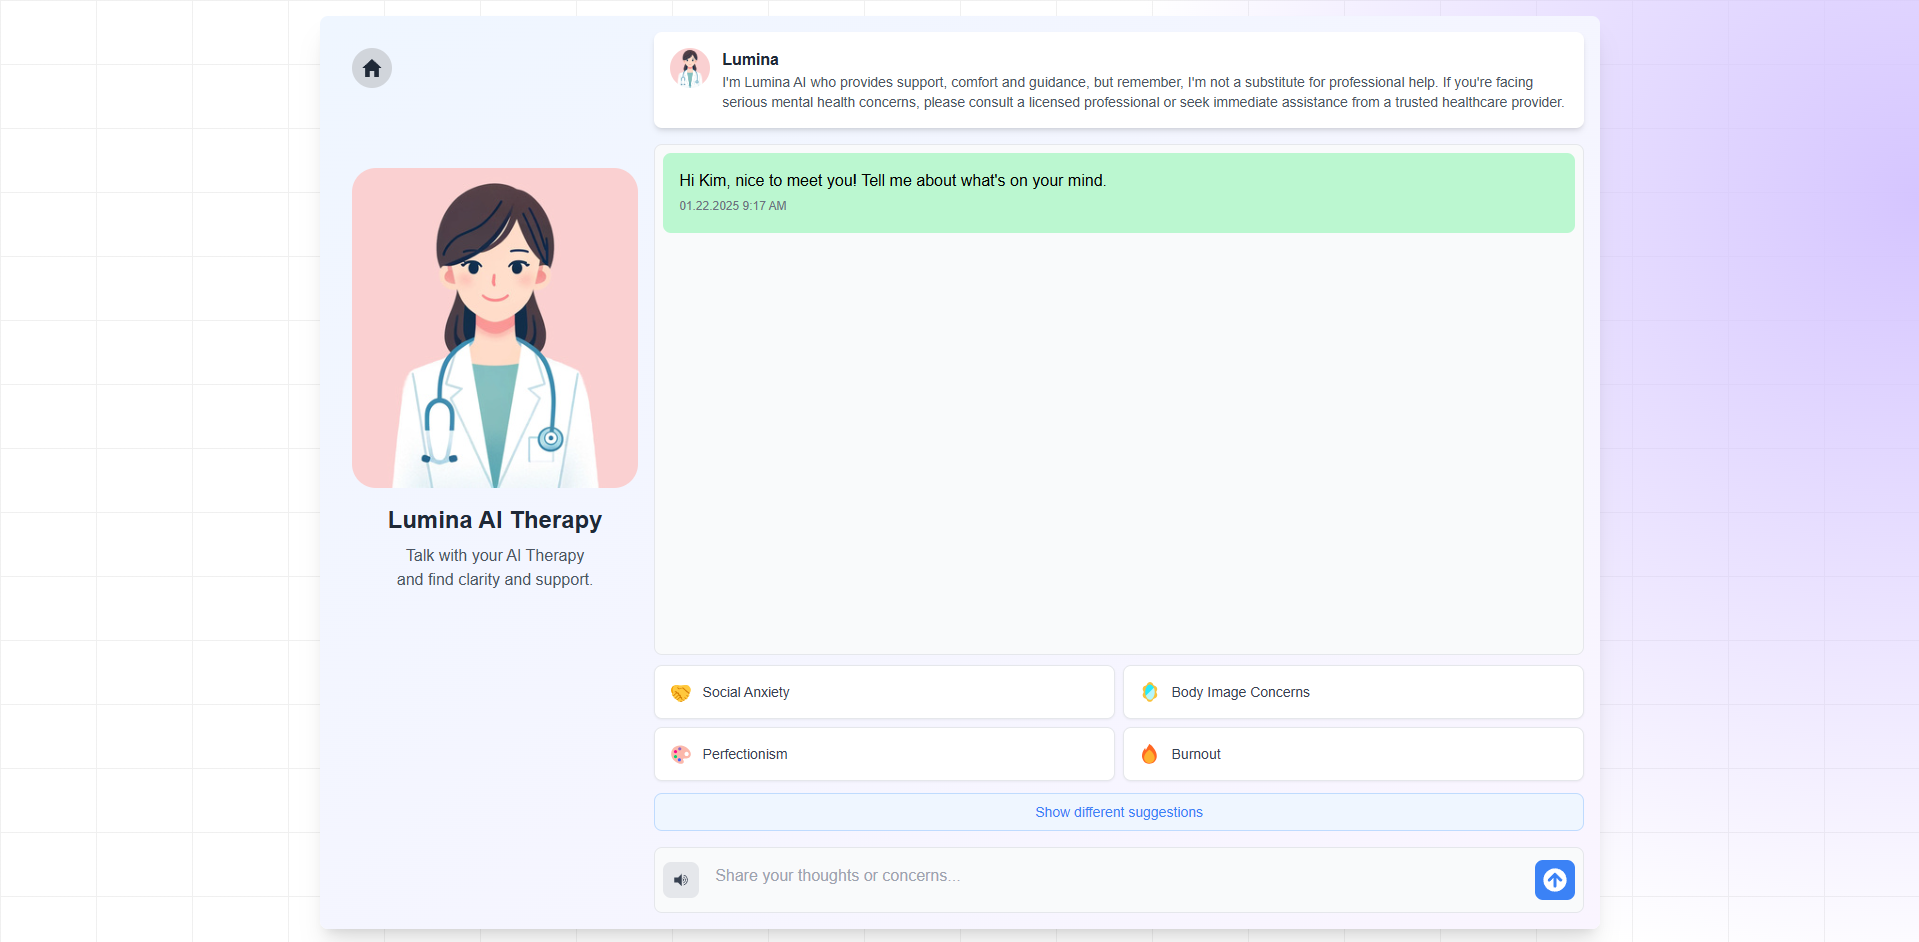 Lumina
I'm Lumina AI who provides support, comfort and guidance, but remember, I'm not a substitute for professional help. If you're facing
serious mental health concerns, please consult a licensed professional or seek immediate assistance from a trusted healthcare provider.
Hi Kim, nice to meet you! Tell me about what's on your mind.
01.22.2025 9:17 AM
Lumina AI Therapy
Talk with your AI Therapy
and find clarity and support.
Social Anxiety
Body Image Concerns
Perfectionism
Burnout
Show different suggestions
Share your thoughts or concerns...